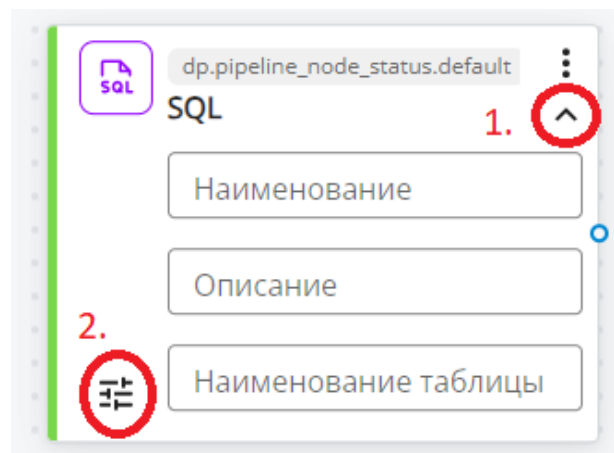 dp.pipeline_node_status.default
SQL
SQL
1.
Наименование
Описание
2.
Наименование таблицы